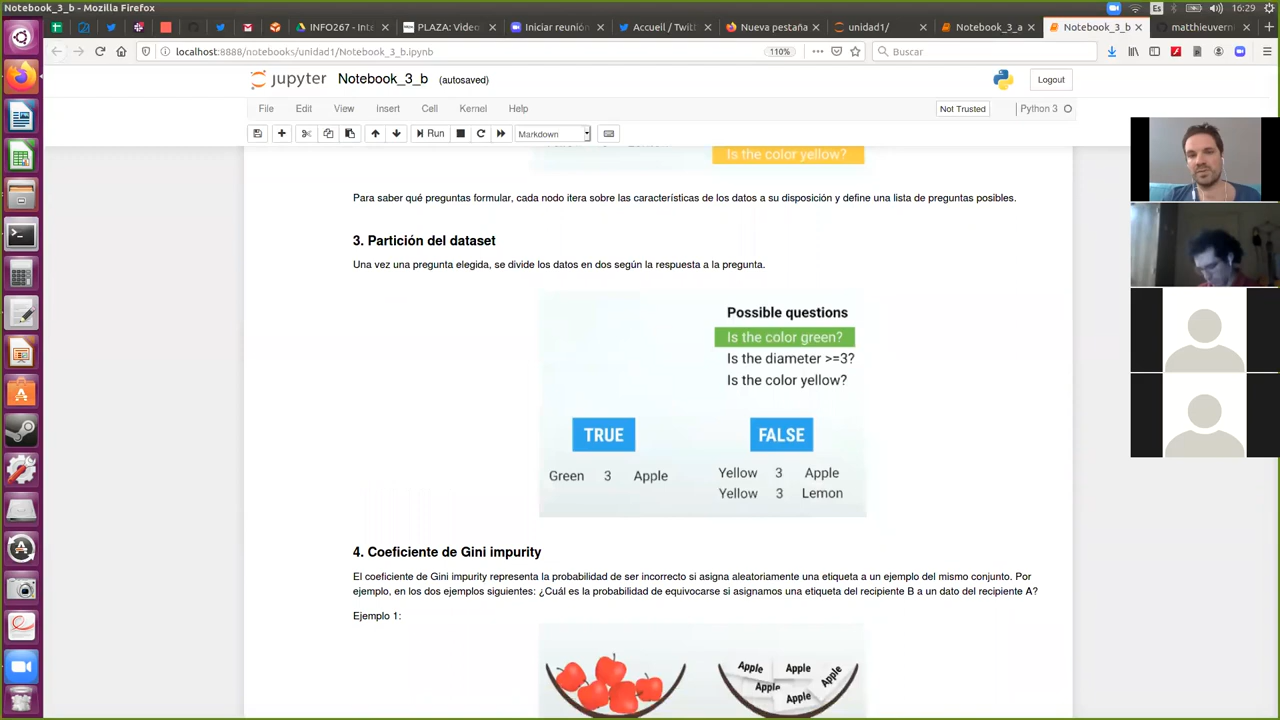 Notebook_3_b - Mozilla Firefox
Es
16:29
INFO267 - Inte
XZA: Vídeo
Iniciar reunión
Accueil / Twitt
Nueva pestaña
unidad1/
Notebook_3_a
Notebook_3_b
matthieuvern
localhost:8888/notebooks/unidad1/Notebook_3_b.ipynb
110%
Buscar
jupyter Notebook_3_b (autosaved)
Logout
File Edit View Insert Cell Kernel Help
Not Trusted
Python 3
Run
Markdown
Is the color yellow?
Para saber qué preguntas formular, cada nodo itera sobre las características de los datos a su disposición y define una lista de preguntas posibles.
3. Partición del dataset
Una vez una pregunta elegida, se divide los datos en dos según la respuesta a la pregunta.
Possible questions
Is the color green?
Is the diameter >=3?
Is the color yellow?
TRUE FALSE
Green 3 Apple
Yellow 3 Apple
Yellow 3 Lemon
4. Coeficiente de Gini impurity
El coeficiente de Gini impurity representa la probabilidad de ser incorrecto si asigna aleatoriamente una etiqueta a un ejemplo del mismo conjunto. Por
ejemplo, en los dos ejemplos siguientes: ¿Cuál es la probabilidad de equivocarse si asignamos una etiqueta del recipiente B a un dato del recipiente A?
Ejemplo 1:
Apple
Apple
Apple
Apple
Apple